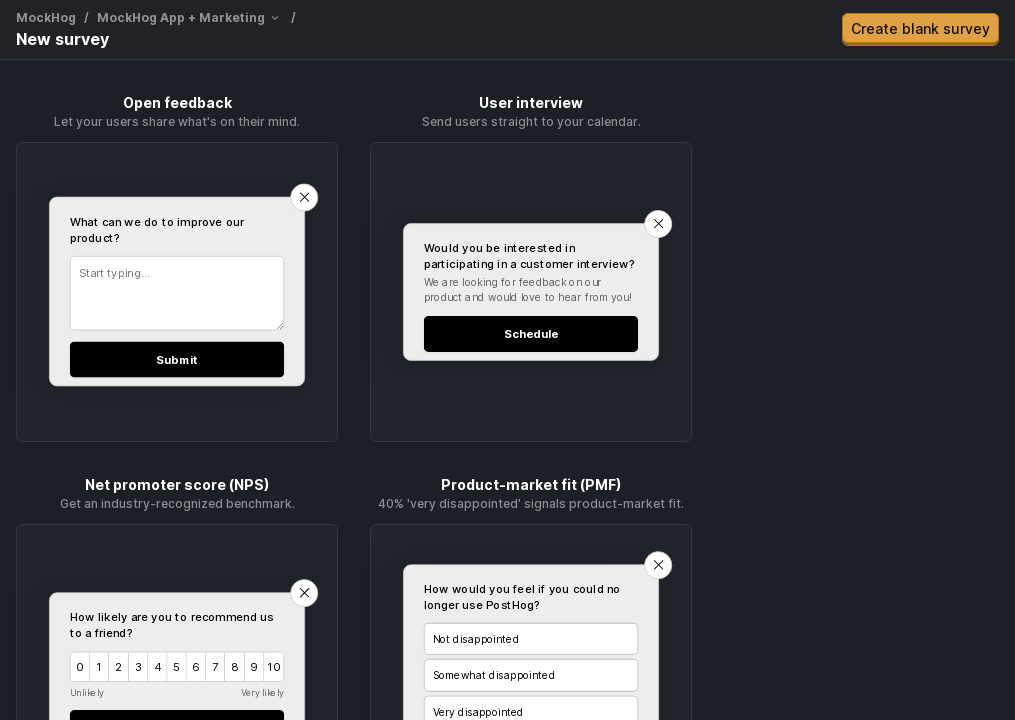 MockHog / MockHog App + Marketing /
New survey
Create blank survey
Open feedback
Let your users share what's on their mind.
What can we do to improve our
product?
Start typing...
Submit
User interview
Send users straight to your calendar.
Would you be interested in
participating in a customer interview?
We are looking for feedback on our
product and would love to hear from you!
Schedule
Net promoter score (NPS)
Get an industry-recognized benchmark.
How likely are you to recommend us
to a friend?
0 1 2 3 4 5 6 7 8 9 10
Unlikely Very likely
Product-market fit (PMF)
40% 'very disappointed' signals product-market fit.
How would you feel if you could no
longer use PostHog?
Not disappointed
Somewhat disappointed
Very disappointed